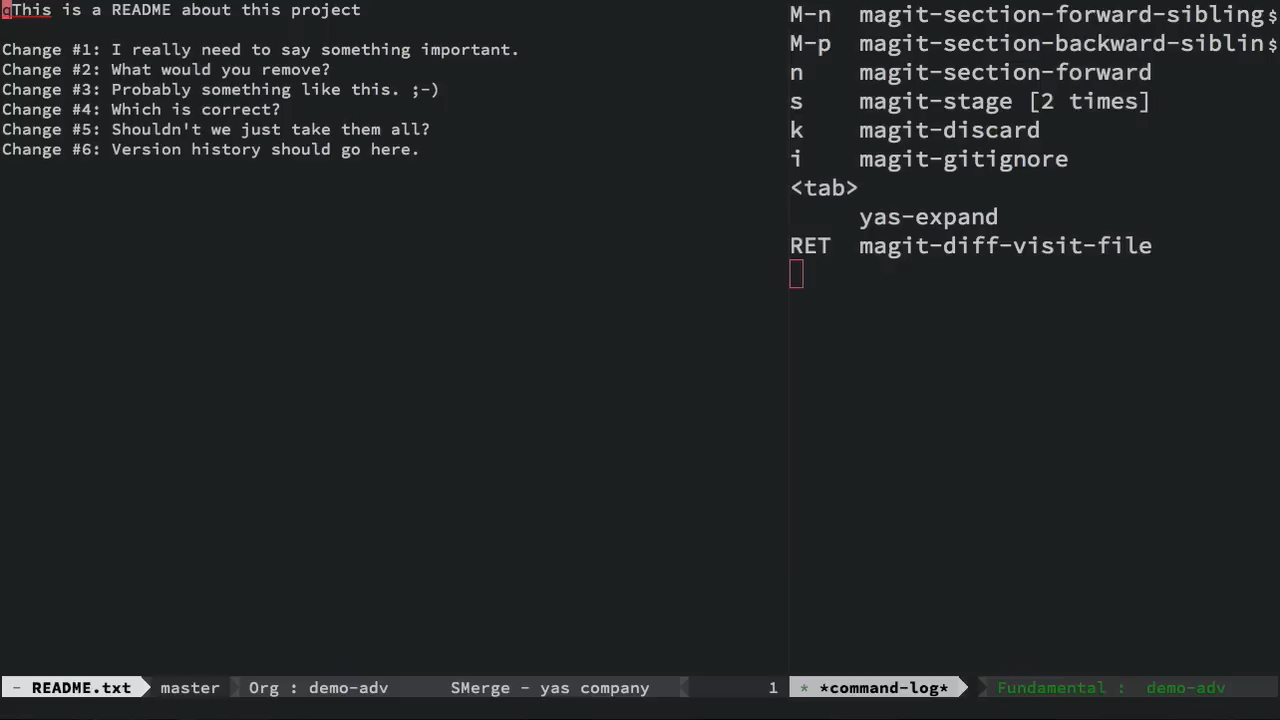 qThis is a README about this project
Change #1: I really need to say something important.
Change #2: What would you remove?
Change #3: Probably something like this. ;-)
Change #4: Which is correct?
Change #5: Shouldn't we just take them all?
Change #6: Version history should go here.
- README.txt master Org : demo-adv SMerge - yas company 1
M-n magit-section-forward-sibling$
M-p magit-section-backward-siblin$
n magit-section-forward
s magit-stage [2 times]
k magit-discard
i magit-gitignore
<tab>
yas-expand
RET magit-diff-visit-file
* *command-log* Fundamental : demo-adv